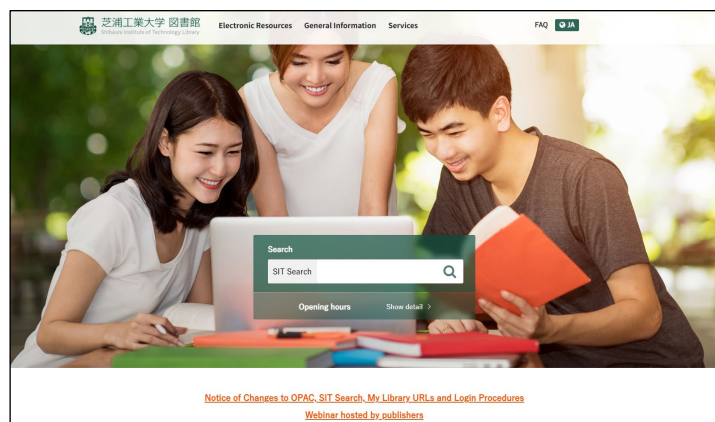 芝浦工業大学 図書館
Shibaura Institute of Technology Library
Electronic Resources General Information Services
FAQ JA
Search
SIT Search
Opening hours Show detail >
Notice of Changes to OPAC, SIT Search, My Library URLs and Login Procedures
Webinar hosted by publishers